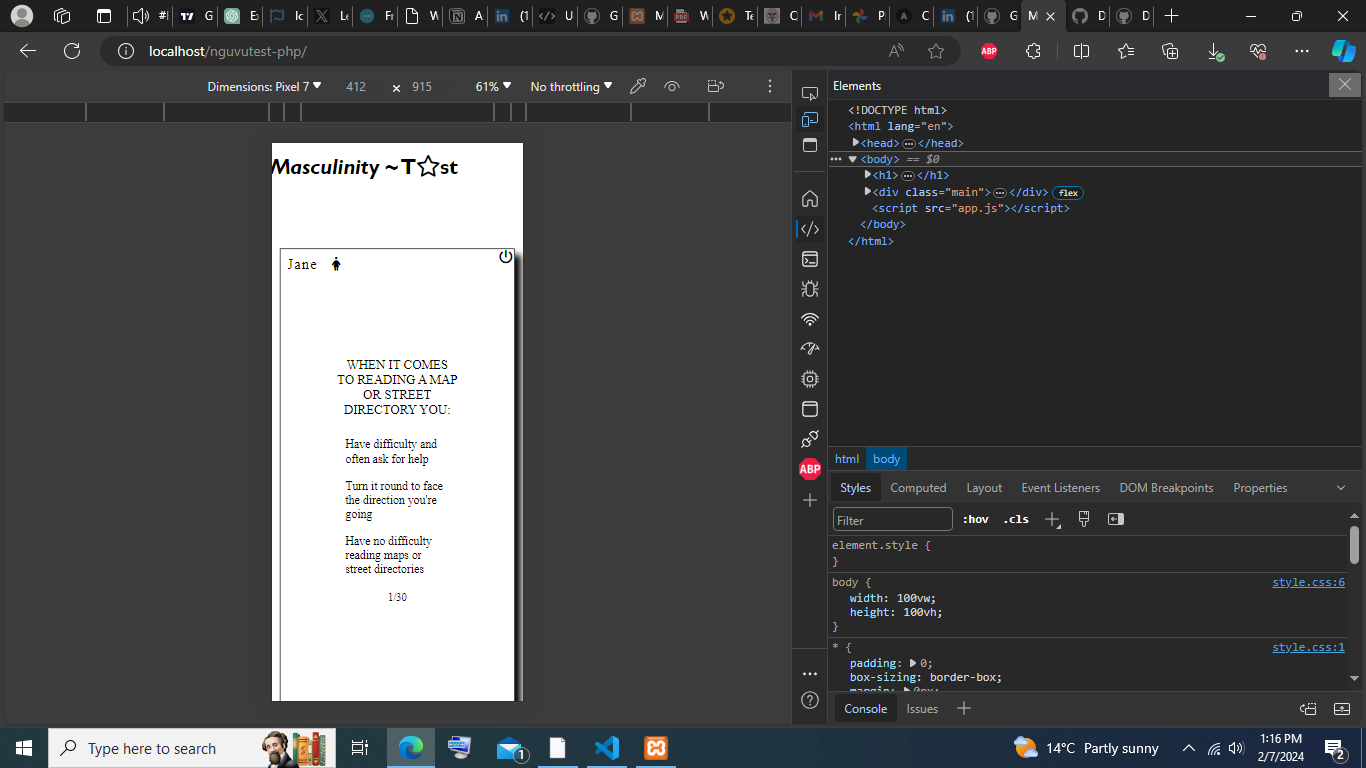 T G
E
Ic
L
F
W
A
(1
U
G
M
W
Te
C
Ir
P
C
(1
G
M
D
D
localhost/nguvutest-php/
Dimensions: Pixel 7
412
×
915
61%
No throttling
Elements
<!DOCTYPE html>
<html lang="en">
<head>
</head>
<body> == $0
<h1>
</h1>
<div class="main">
</div>
flex
<script src="app.js"></script>
</body>
</html>
Masculinity ~T☆st
Jane
WHEN IT COMES
TO READING A MAP
OR STREET
DIRECTORY YOU:
Have difficulty and
often ask for help
Turn it round to face
the direction you're
going
Have no difficulty
reading maps or
street directories
1/30
ABP
ABP
html
body
Styles
Computed
Layout
Event Listeners
DOM Breakpoints
Properties
Filter
:hov
.cls
element.style {
}
body {
style.css:6
width: 100vw;
height: 100vh;
}
* {
style.css:1
padding: 0;
box-sizing: border-box;
margin: 0px;
Console
Issues
Type here to search
1
14°C Partly sunny
1:16 PM
2/7/2024
2